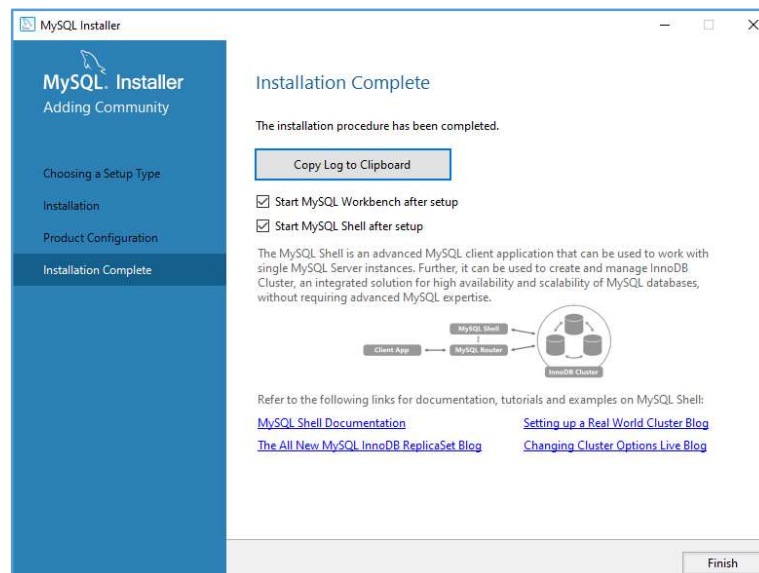 MySQL Installer
MySQL. Installer
Adding Community
Choosing a Setup Type
Installation
Product Configuration
Installation Complete
Installation Complete
The installation procedure has been completed.
Copy Log to Clipboard
Start MySQL Workbench after setup
Start MySQL Shell after setup
The MySQL Shell is an advanced MySQL client application that can be used to work with
single MySQL Server instances. Further, it can be used to create and manage InnoDB
Cluster, an integrated solution for high availability and scalability of MySQL databases,
without requiring advanced MySQL expertise.
MySQL Shell
Client App
MySQL Router
InnoDB Cluster
Refer to the following links for documentation, tutorials and examples on MySQL Shell:
MySQL Shell Documentation
Setting up a Real World Cluster Blog
The All New MySQL InnoDB ReplicaSet Blog
Changing Cluster Options Live Blog
Finish